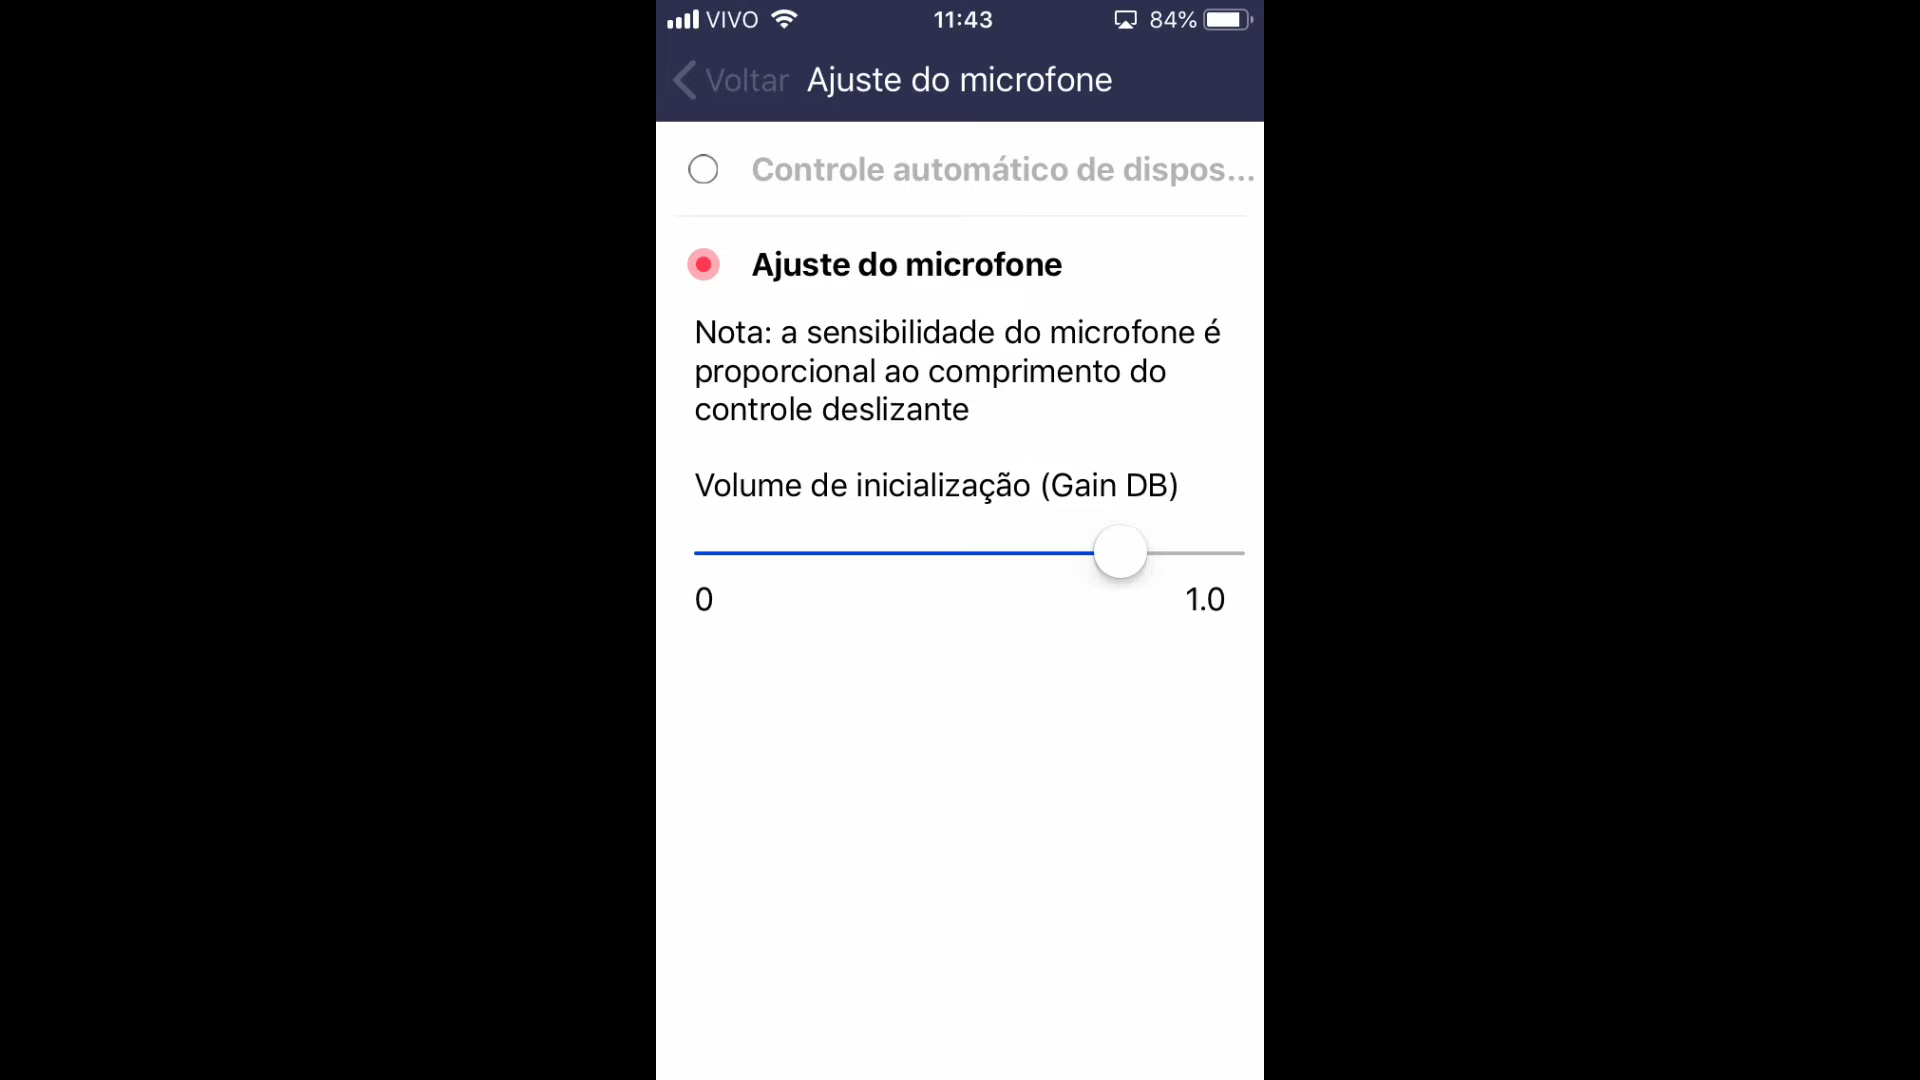 VIVO 11:43 84%
Voltar Ajuste do microfone
Controle automático de dispos...
Ajuste do microfone
Nota: a sensibilidade do microfone é
proporcional ao comprimento do
controle deslizante
Volume de inicialização (Gain DB)
0 1.0